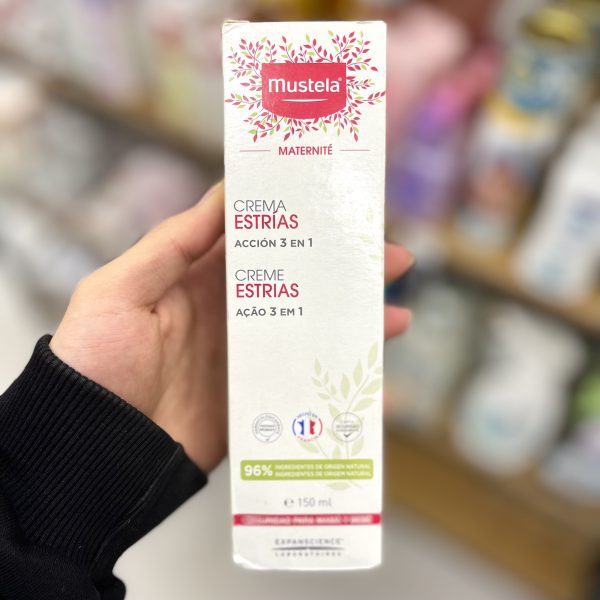 mustela®
MATERNITÉ
CREMA
ESTRÍAS
ACCIÓN 3 EN 1
CREME
ESTRIAS
AÇÃO 3 EM 1
96% INGREDIENTES DE ORIGEN NATURAL
INGREDIENTES DE ORIGEM NATURAL
e 150 ml
EXPANSCIENCE®
LABORATOIRES